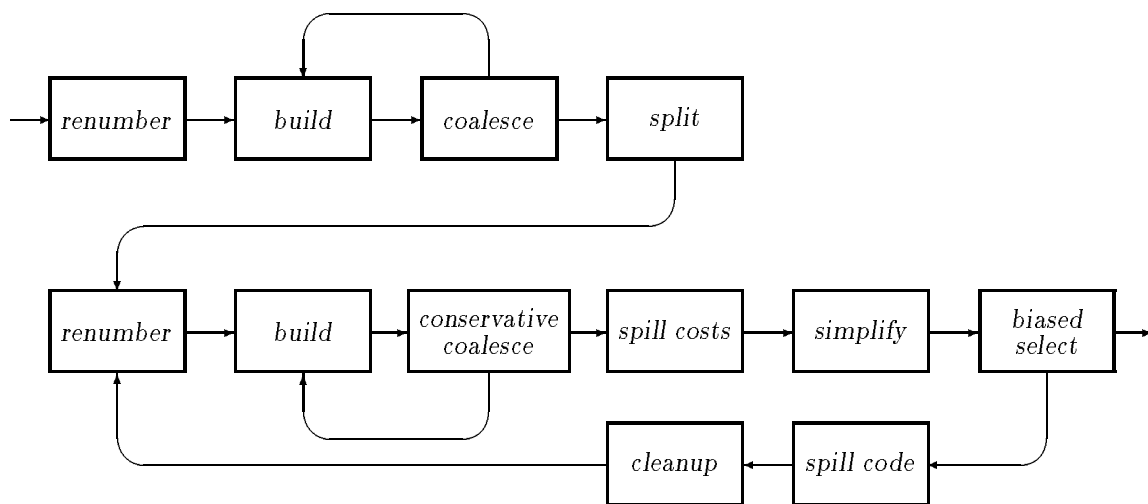 renumber
build
coalesce
split
renumber
build
conservative
coalesce
spill costs
simplify
biased
select
cleanup
spill code